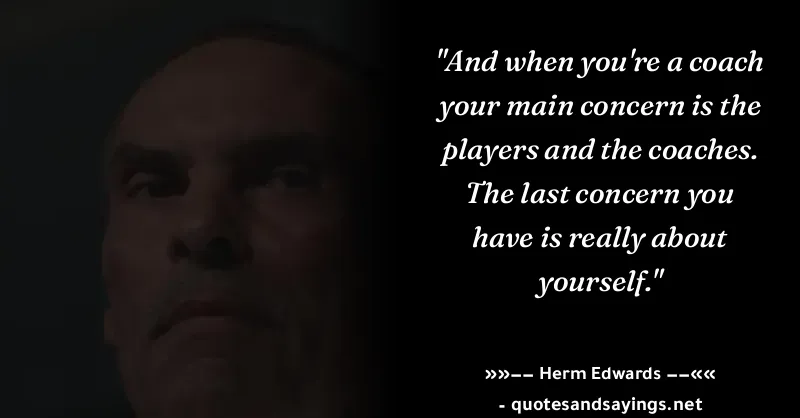 "And when you're a coach
your main concern is the
players and the coaches.
The last concern you
have is really about
yourself."
»»−− Herm Edwards −−««
- quotesandsayings.net